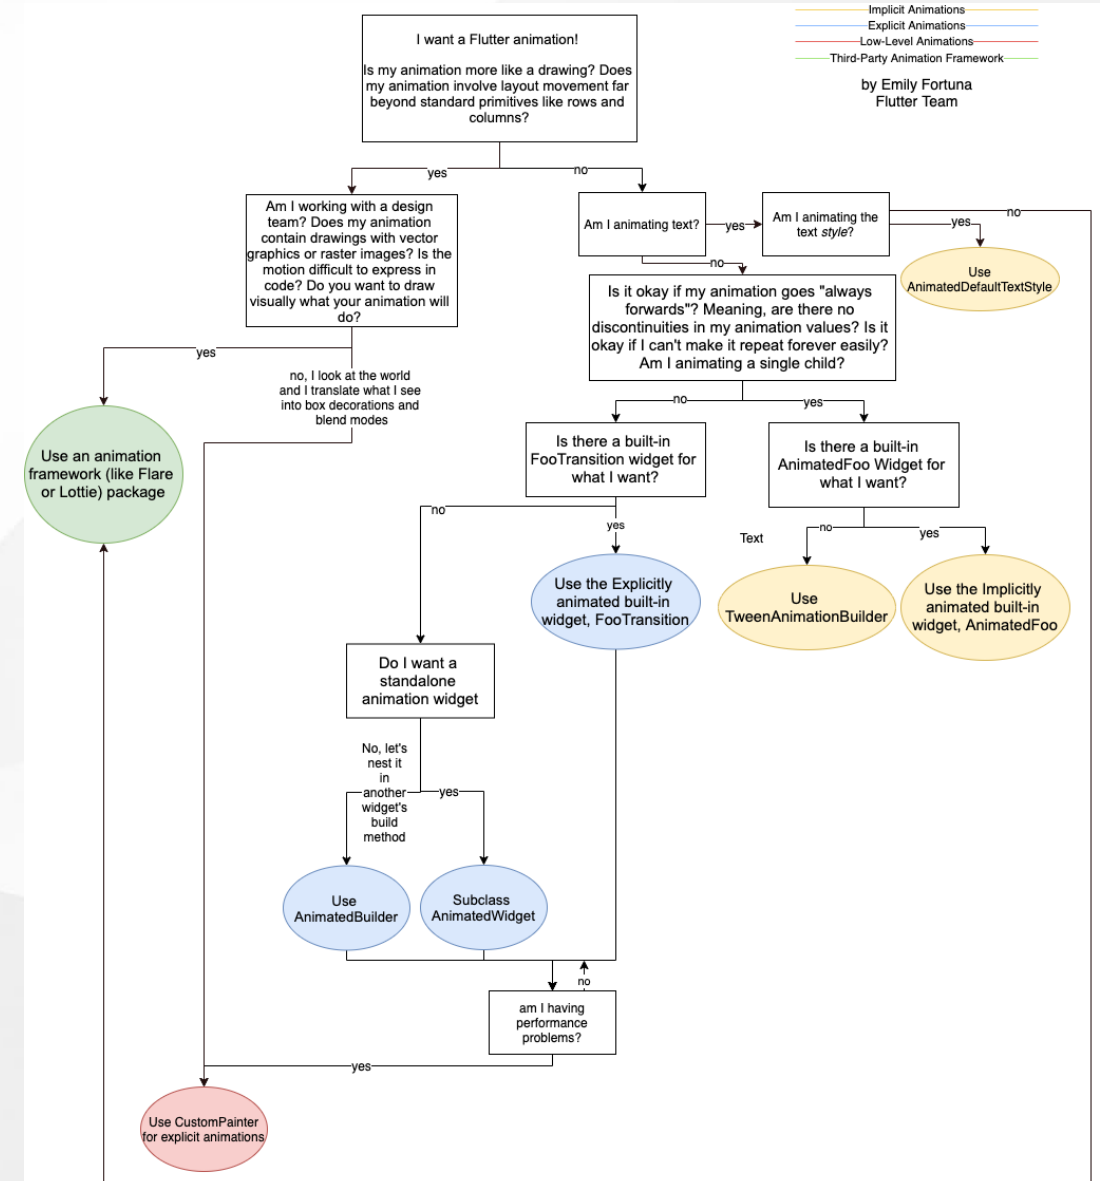 Implicit Animations
Explicit Animations
Low-Level Animations
Third-Party Animation Framework
by Emily Fortuna
Flutter Team
I want a Flutter animation!
Is my animation more like a drawing? Does
my animation involve layout movement far
beyond standard primitives like rows and
columns?
yes
no
Am I working with a design
team? Does my animation
contain drawings with vector
graphics or raster images? Is the
motion difficult to express in
code? Do you want to draw
visually what your animation will
do?
Am I animating text?
yes
Am I animating the
text style?
no
yes
Use
AnimatedDefaultTextStyle
no
Is it okay if my animation goes "always
forwards"? Meaning, are there no
discontinuities in my animation values? Is it
okay if I can't make it repeat forever easily?
Am I animating a single child?
yes
no, I look at the world
and I translate what I see
into box decorations and
blend modes
no
yes
Use an animation
framework (like Flare
or Lottie) package
Is there a built-in
FooTransition widget for
what I want?
Is there a built-in
AnimatedFoo Widget for
what I want?
no
yes
Text
no
yes
Use the Explicitly
animated built-in
widget, FooTransition
Use
TweenAnimationBuilder
Use the Implicitly
animated built-in
widget, AnimatedFoo
Do I want a
standalone
animation widget
No, let's
nest it
in
another
widget's
build
method
yes
Use
AnimatedBuilder
Subclass
AnimatedWidget
no
am I having
performance
problems?
yes
Use CustomPainter
for explicit animations